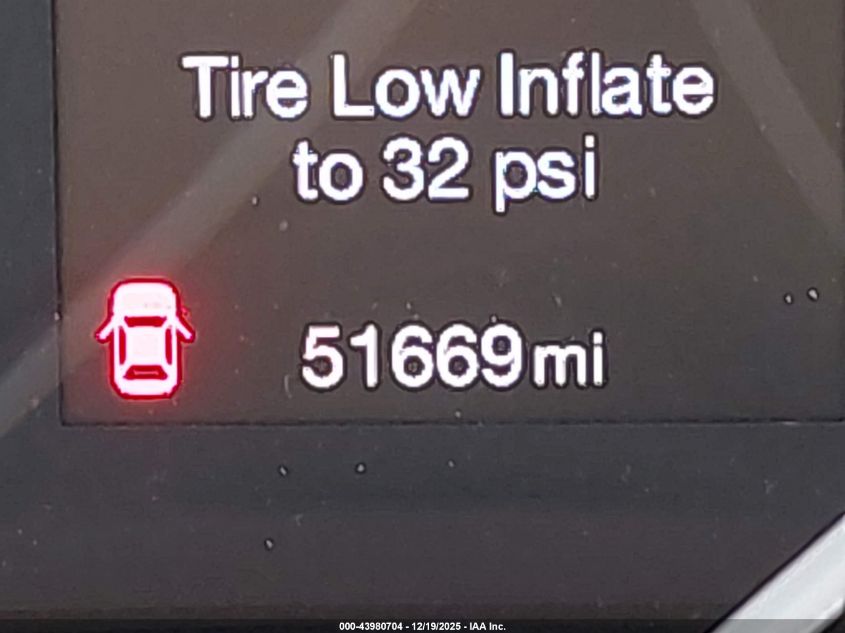 Tire Low Inflate
to 32 psi
51669mi
000-43980704 - 12/19/2025 - IAA Inc.